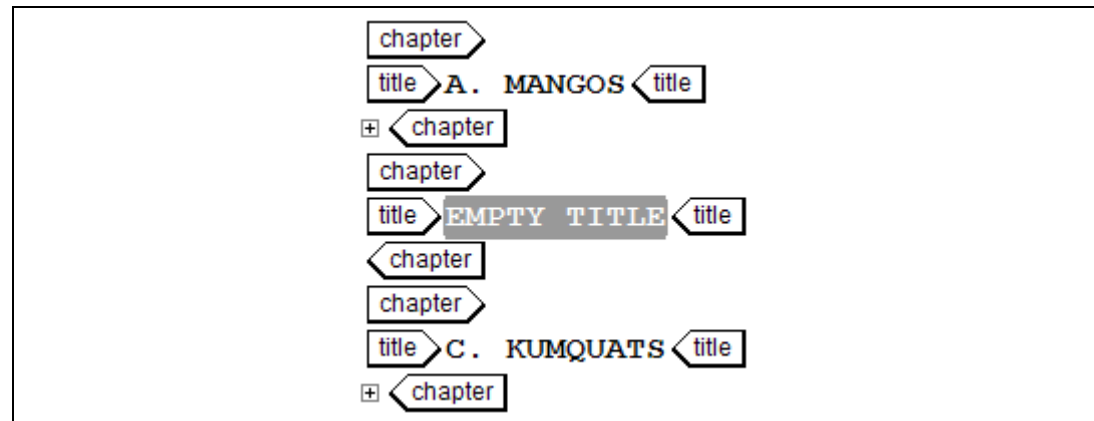 chapter
title A. MANGOS title
chapter
chapter
title EMPTY TITLE title
chapter
chapter
title C. KUMQUATS title
chapter